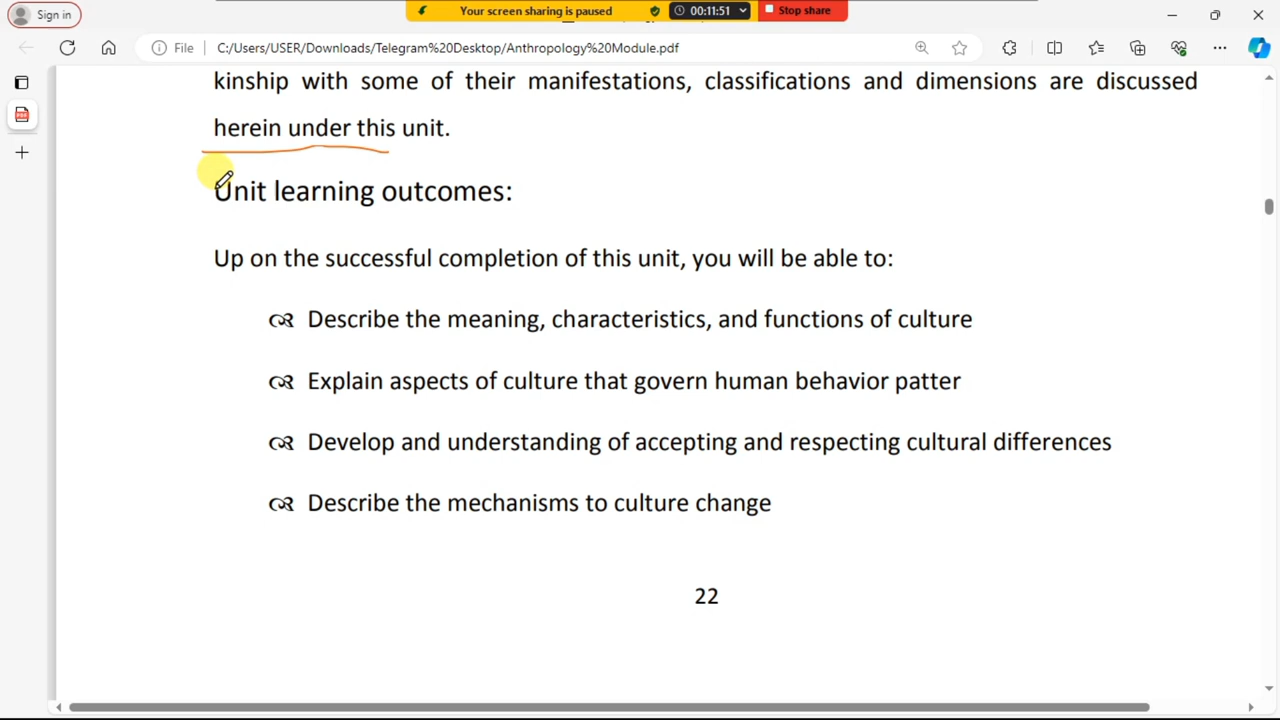 Sign in
Your screen sharing is paused
00:11:51
Stop share
File
C:/Users/USER/Downloads/Telegram%20Desktop/Anthropology%20Module.pdf
kinship with some of their manifestations, classifications and dimensions are discussed
herein under this unit.
Unit learning outcomes:
Up on the successful completion of this unit, you will be able to:
Describe the meaning, characteristics, and functions of culture
Explain aspects of culture that govern human behavior patter
Develop and understanding of accepting and respecting cultural differences
Describe the mechanisms to culture change
22